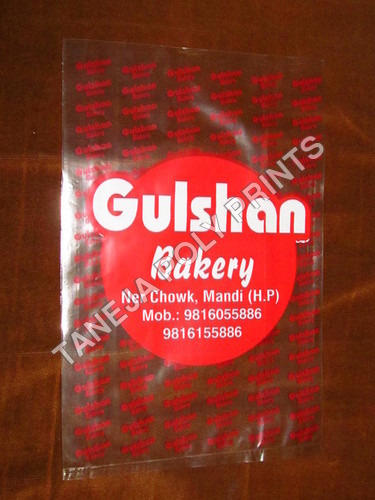 Gulshan
Bakery
Ner Chowk, Mandi (H.P)
Mob.: 9816055886
9816155886
TANEJA POLY PRINTS